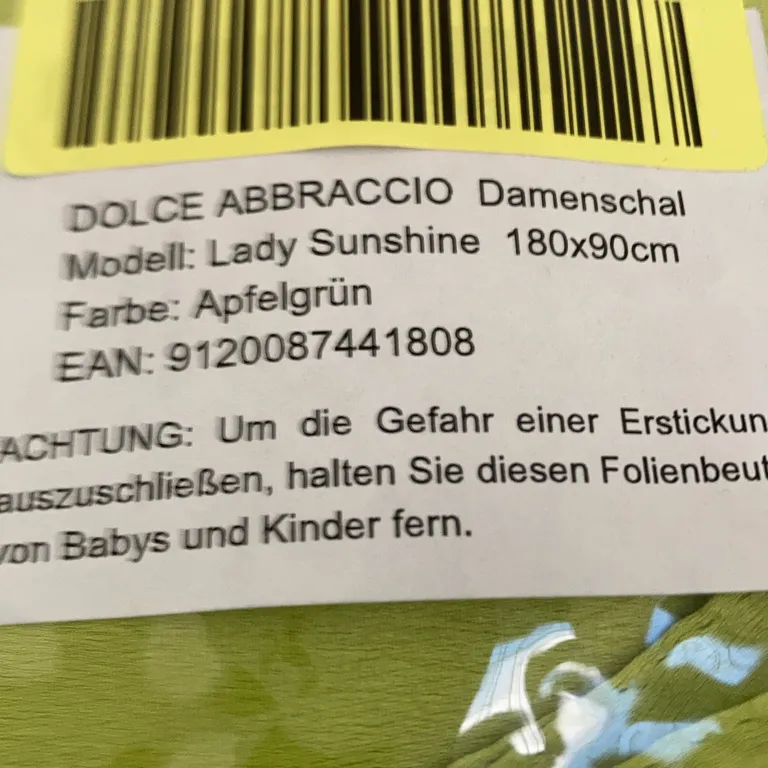 DOLCE ABBRACCIO Damenschal
Modell: Lady Sunshine 180x90cm
Farbe: Apfelgrün
EAN: 9120087441808
ACHTUNG: Um die Gefahr einer Erstickun
auszuschließen, halten Sie diesen Folienbeut
von Babys und Kinder fern.